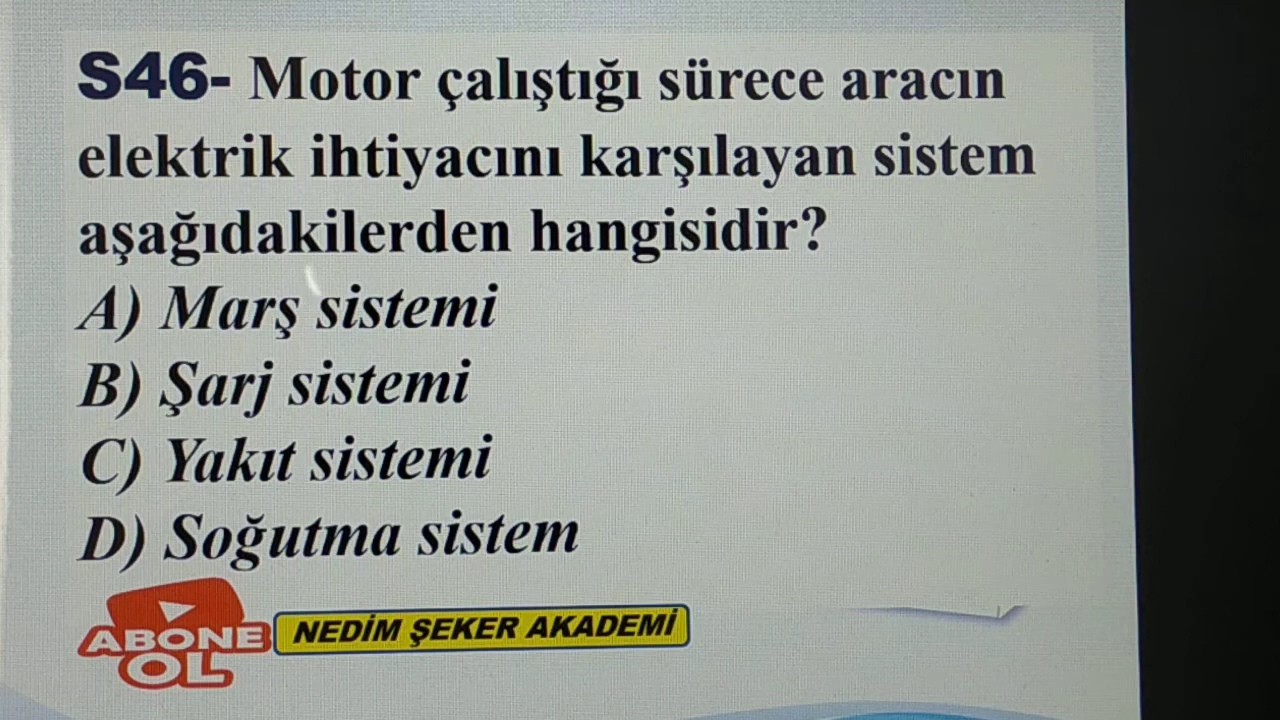 S46- Motor çalıştığı sürece aracın
elektrik ihtiyacını karşılayan sistem
aşağıdakilerden hangisidir?
A) Marş sistemi
B) Şarj sistemi
C) Yakıt sistemi
D) Soğutma sistem
ABONE
OL
NEDİM ŞEKER AKADEMİ